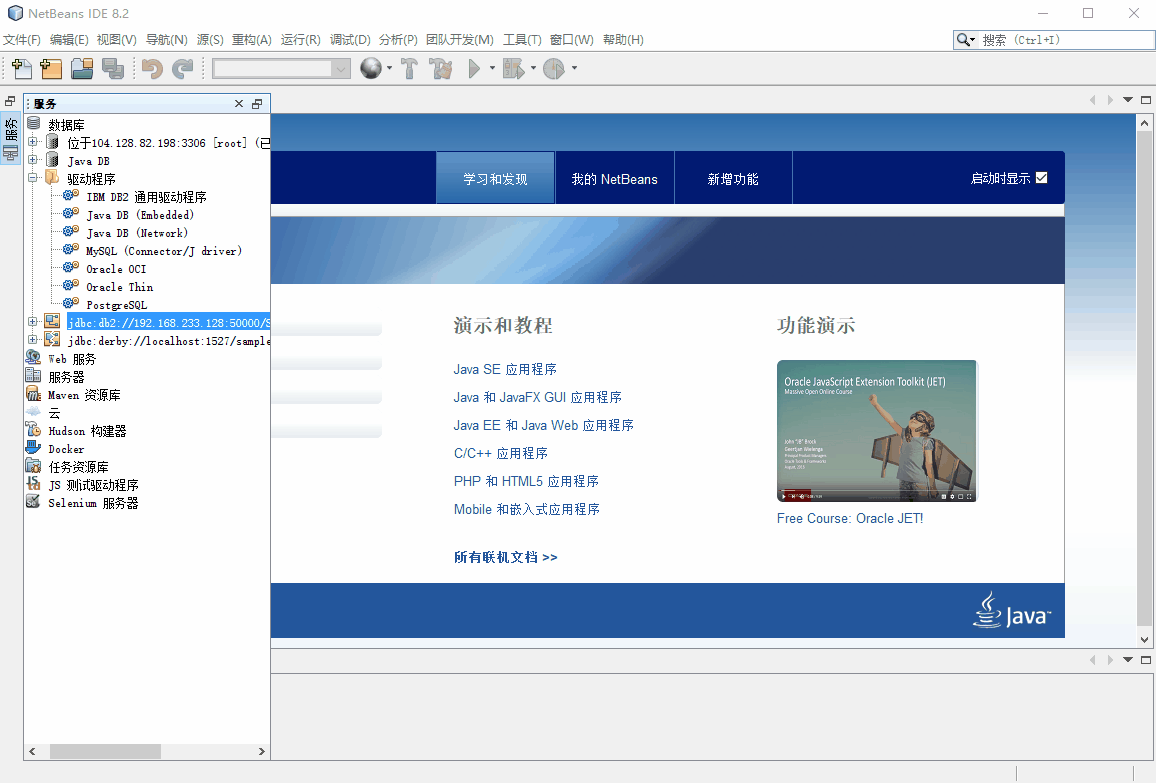 NetBeans IDE 8.2
文件(F) 编辑(E) 视图(V) 导航(N) 源(S) 重构(A) 运行(R) 调试(D) 分析(P) 团队开发(M) 工具(T) 窗口(W) 帮助(H)
搜索 (Ctrl+I)
服务
服务
数据库
位于104.128.82.198:3306 [root] (已
Java DB
驱动程序
IBM DB2 通用驱动程序
Java DB (Embedded)
Java DB (Network)
MySQL (Connector/J driver)
Oracle OCI
Oracle Thin
PostgreSQL
jdbc:db2://192.168.233.128:50000/S
jdbc:derby://localhost:1527/sample
Web 服务
服务器
Maven 资源库
云
Hudson 构建器
Docker
任务资源库
JS 测试驱动程序
Selenium 服务器
学习和发现
我的 NetBeans
新增功能
启动时显示
演示和教程
Java SE 应用程序
Java 和 JavaFX GUI 应用程序
Java EE 和 Java Web 应用程序
C/C++ 应用程序
PHP 和 HTML5 应用程序
Mobile 和嵌入式应用程序
所有联机文档 >>
功能演示
Oracle JavaScript Extension Toolkit (JET)
Massive Open Online Course
Free Course: Oracle JET!
Java™